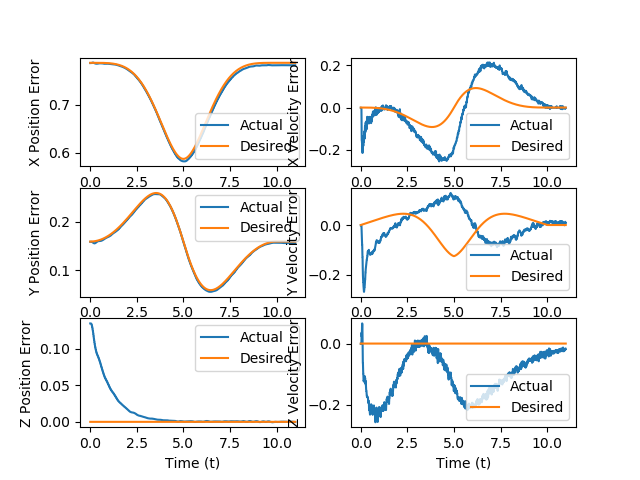 X Position Error
0.7
0.6
0.0 2.5 5.0 7.5 10.0
Actual
Desired
X Velocity Error
0.2
0.0
−0.2
0.0 2.5 5.0 7.5 10.0
Actual
Desired
Y Position Error
0.2
0.1
0.0 2.5 5.0 7.5 10.0
Actual
Desired
Y Velocity Error
0.0
−0.2
0.0 2.5 5.0 7.5 10.0
Actual
Desired
Z Position Error
0.10
0.05
0.00
0.0 2.5 5.0 7.5 10.0
Time (t)
Actual
Desired
Z Velocity Error
0.0
−0.2
0.0 2.5 5.0 7.5 10.0
Time (t)
Actual
Desired